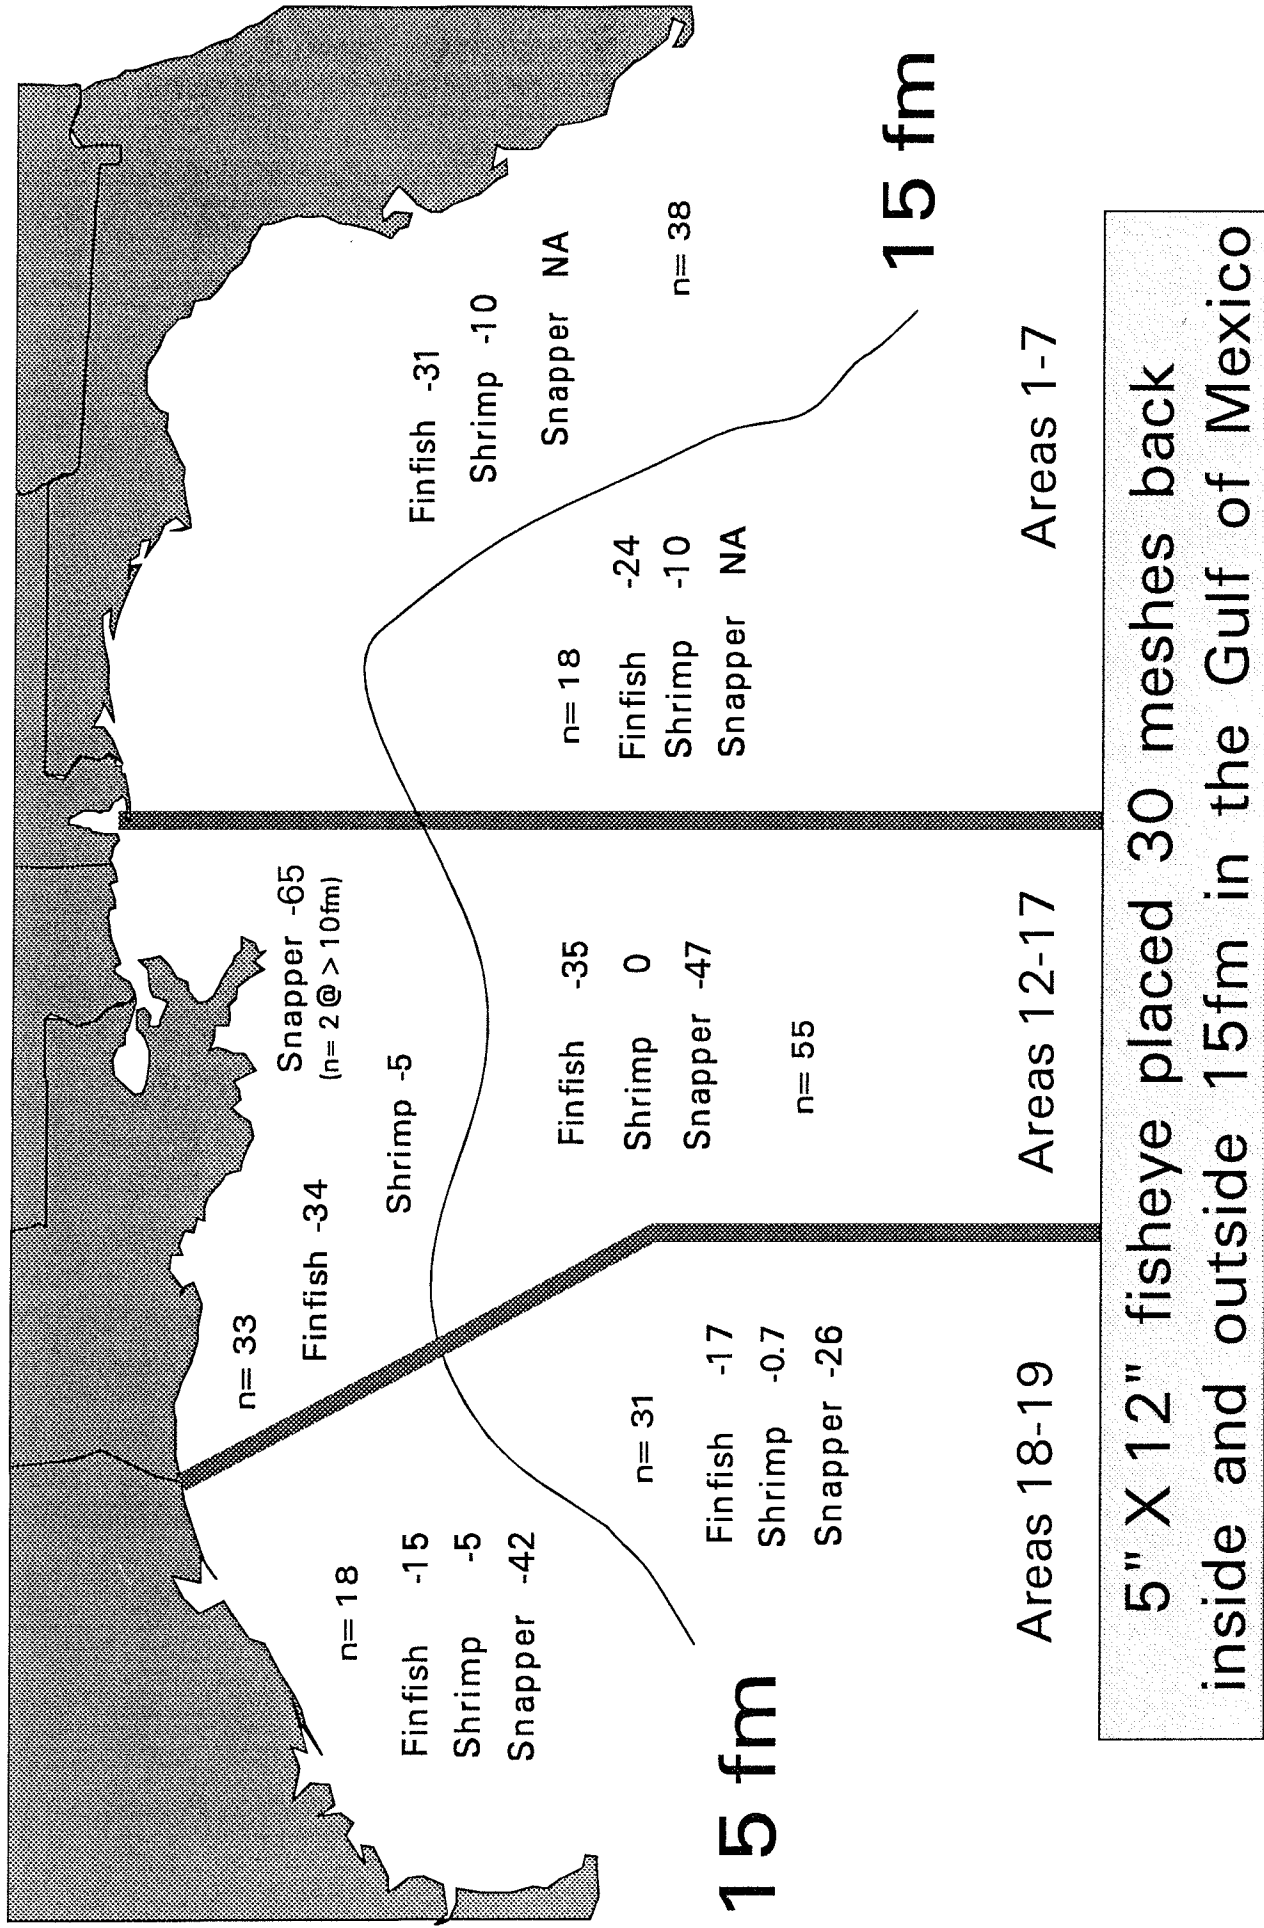 n= 18
Finfish -15
Shrimp -5
Snapper -42
n= 33
Finfish -34
Shrimp -5
Snapper -65
(n= 2 @ > 10fm)
Finfish -31
Shrimp -10
Snapper NA
n= 38
15 fm
n= 31
Finfish -17
Shrimp -0.7
Snapper -26
Finfish -35
Shrimp 0
Snapper -47
n= 55
n= 18
Finfish -24
Shrimp -10
Snapper NA
15 fm
Areas 18-19
Areas 12-17
Areas 1-7
5" X 12" fisheye placed 30 meshes back
inside and outside 15fm in the Gulf of Mexico